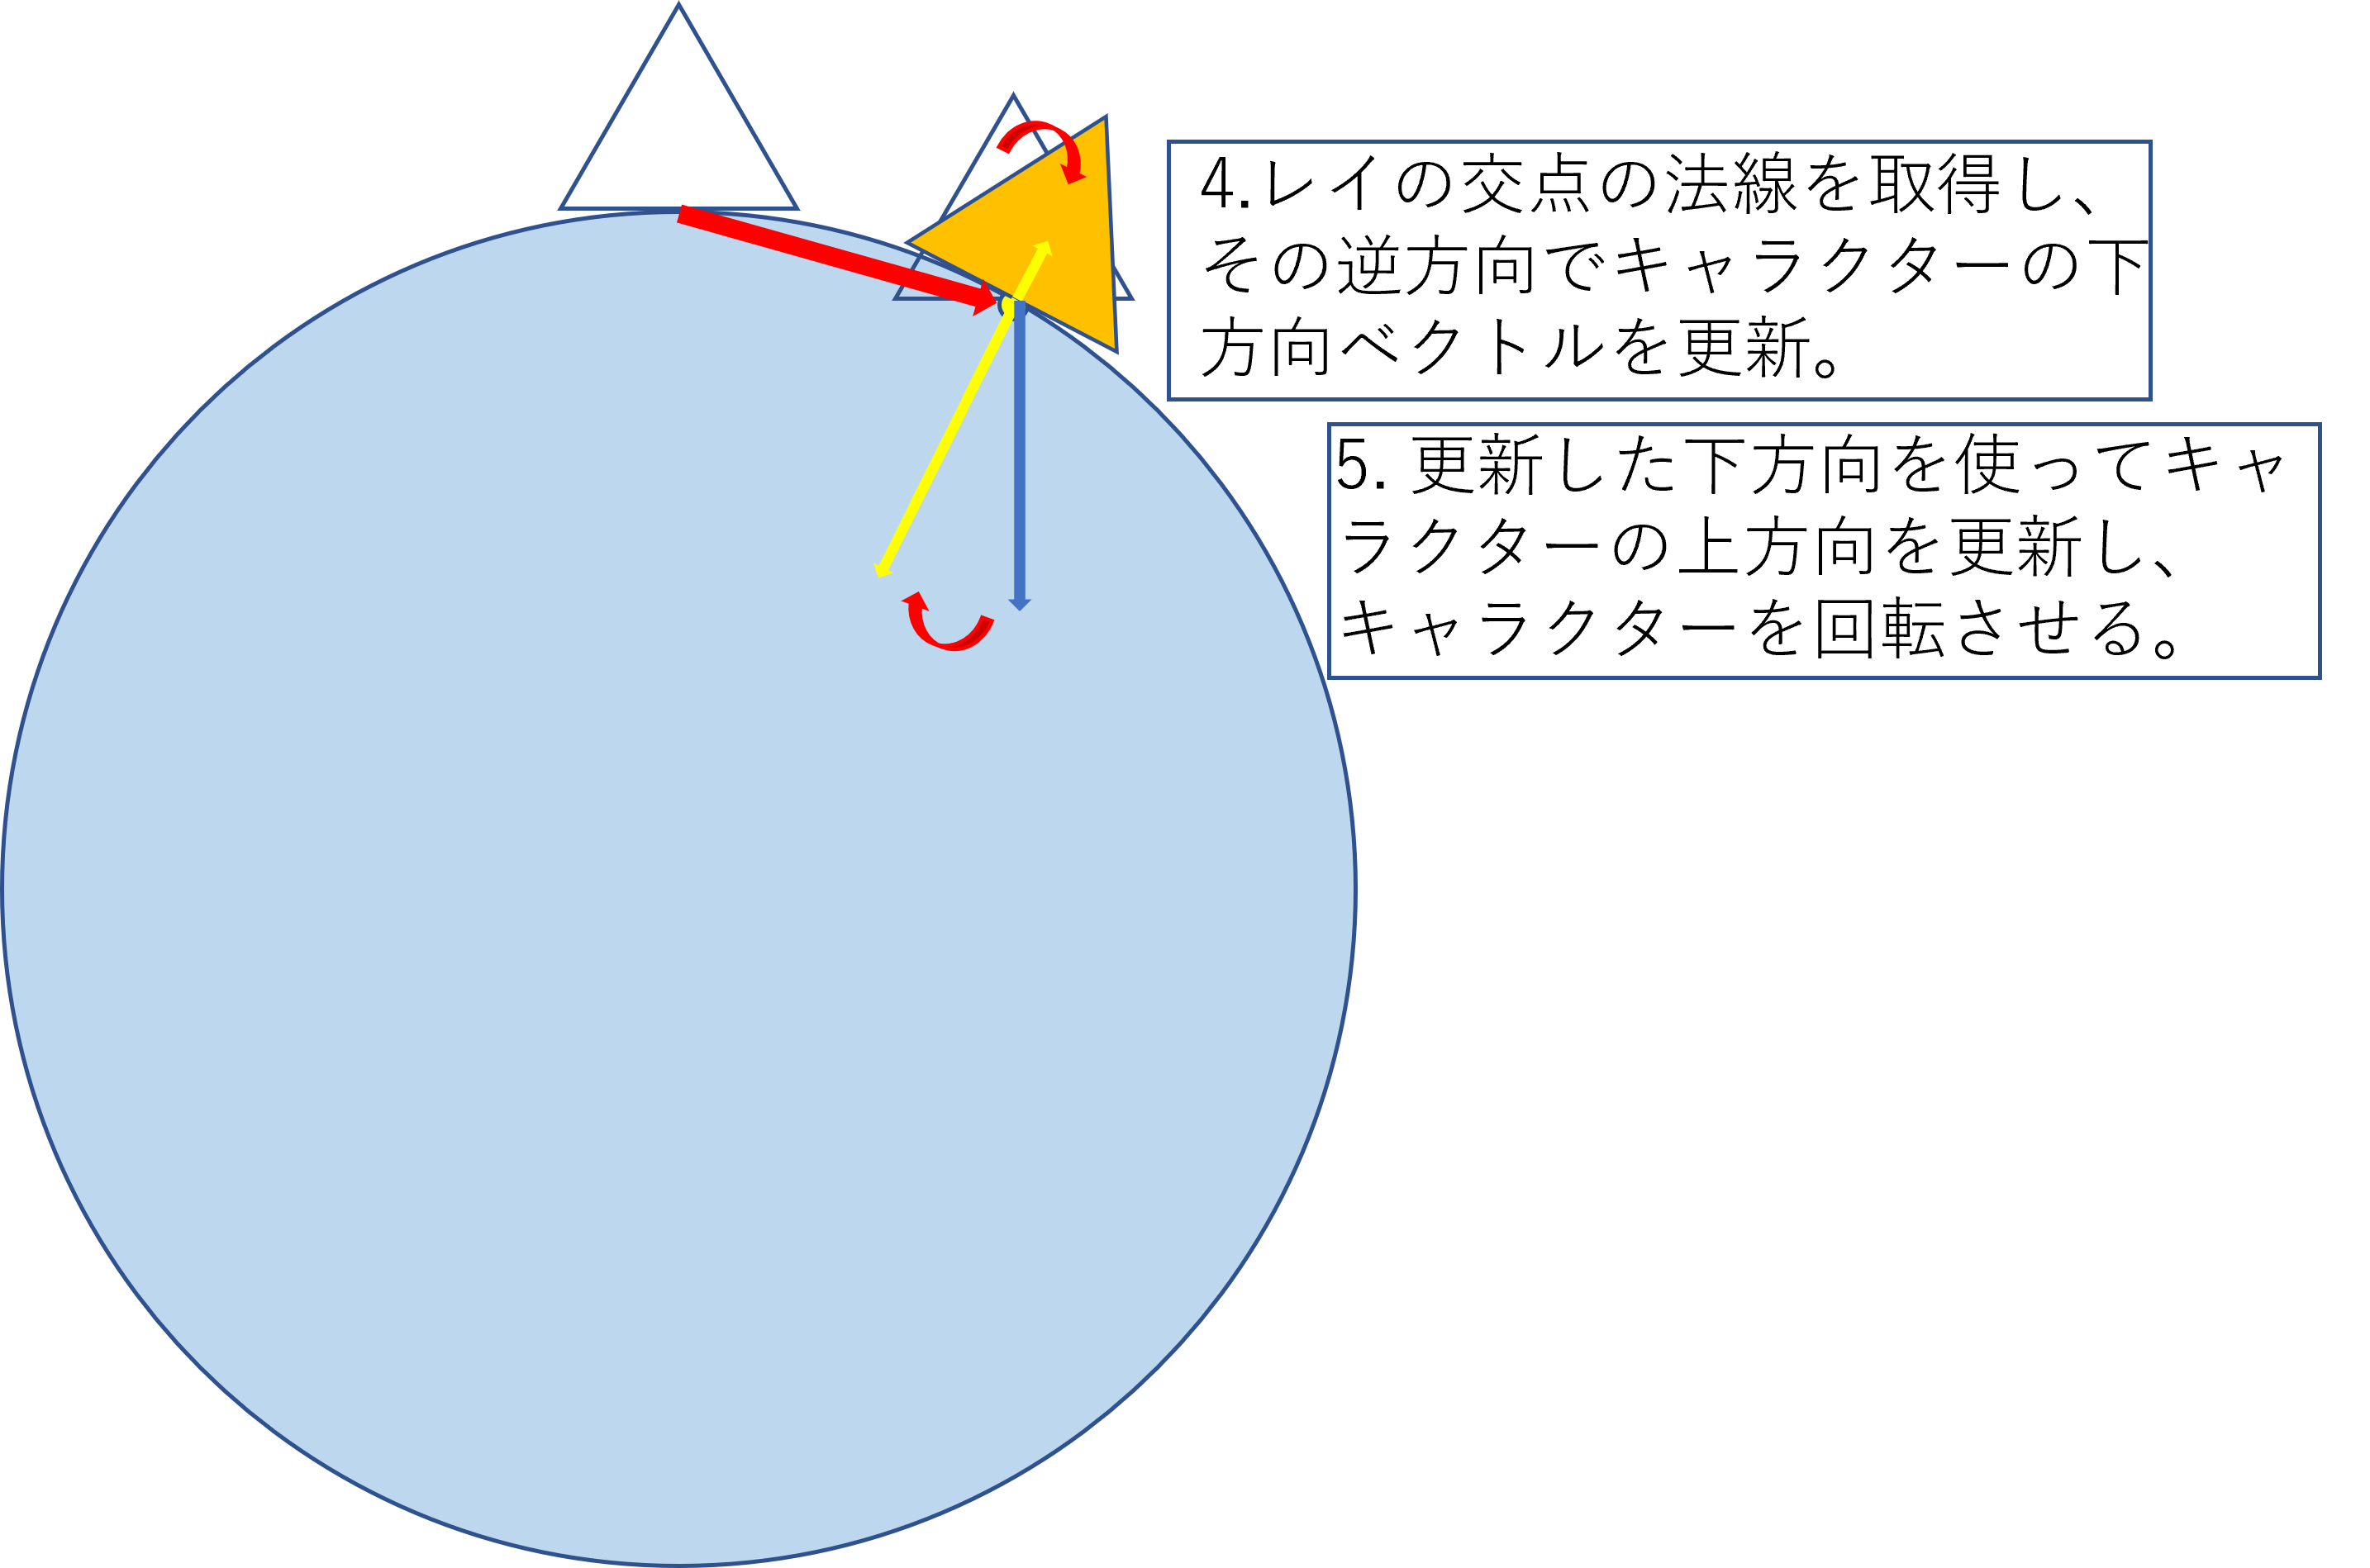 4.レイの交点の法線を取得し、
その逆方向でキャラクターの下
方向ベクトルを更新。
5. 更新した下方向を使ってキャ
ラクターの上方向を更新し、
キャラクターを回転させる。